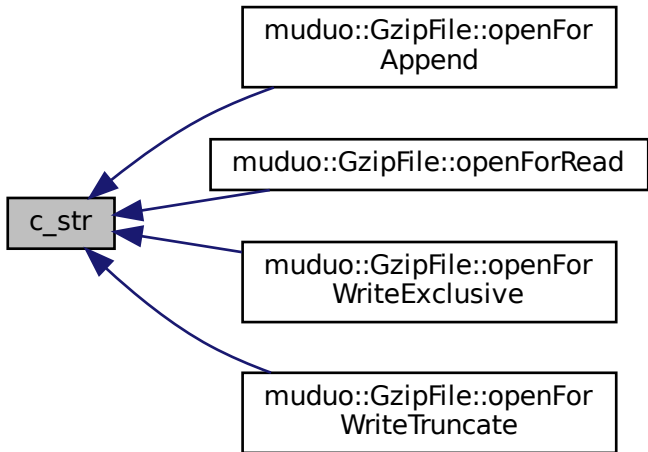 muduo::GzipFile::openFor
Append
muduo::GzipFile::openForRead
c_str
muduo::GzipFile::openFor
WriteExclusive
muduo::GzipFile::openFor
WriteTruncate